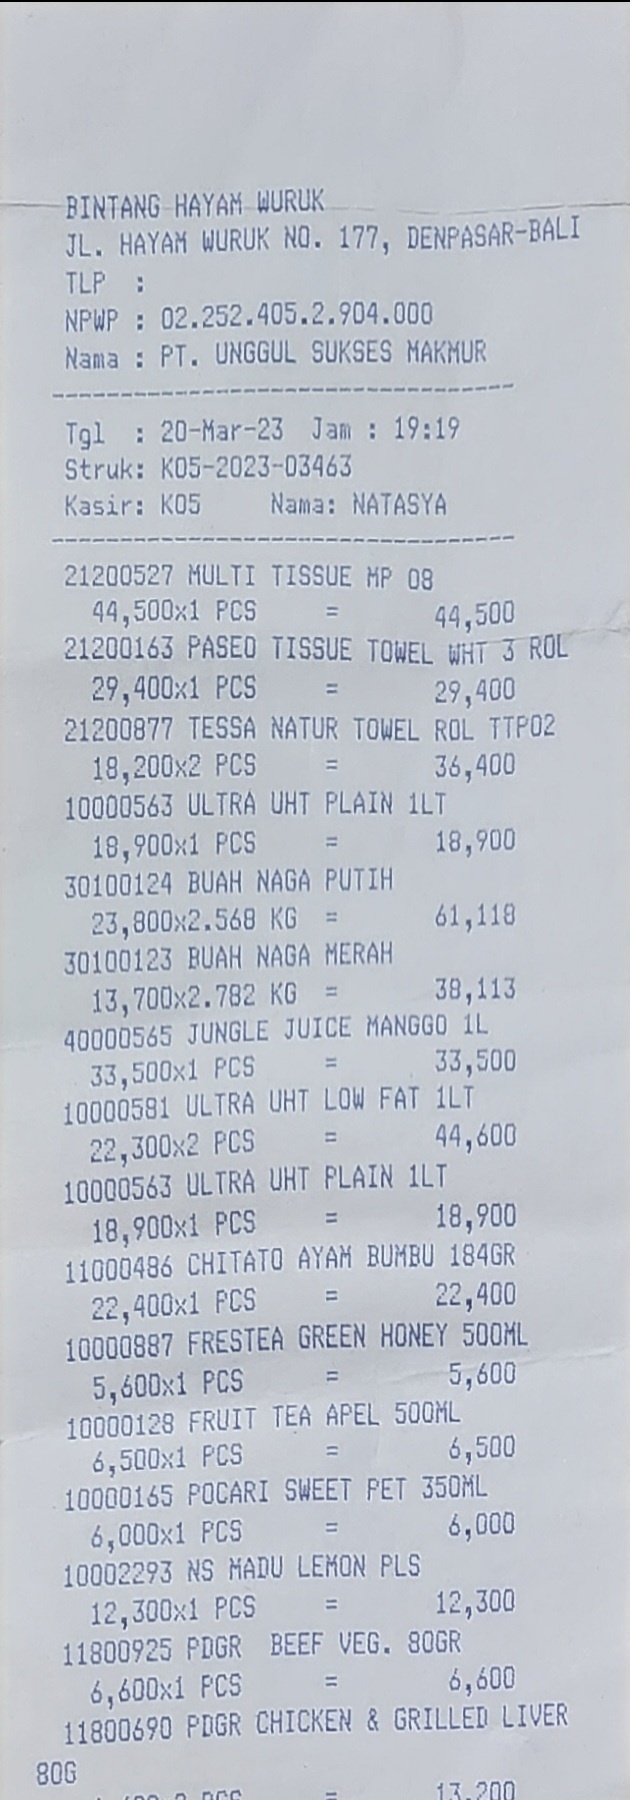 BINTANG HAYAM WURUK
JL. HAYAM WURUK NO. 177, DENPASAR-BALI
TLP :
NPWP : 02.252.405.2.904.000
Nama : PT. UNGGUL SUKSES MAKMUR
----------------------------------
Tgl : 20-Mar-23 Jam : 19:19
Struk: K05-2023-03463
Kasir: K05 Nama: NATASYA
----------------------------------
21200527 MULTI TISSUE MP 08
44,500x1 PCS = 44,500
21200163 PASEO TISSUE TOWEL WHT 3 ROL
29,400x1 PCS = 29,400
21200877 TESSA NATUR TOWEL ROL TTP02
18,200x2 PCS = 36,400
10000563 ULTRA UHT PLAIN 1LT
18,900x1 PCS = 18,900
30100124 BUAH NAGA PUTIH
23,800x2.568 KG = 61,118
30100123 BUAH NAGA MERAH
13,700x2.782 KG = 38,113
40000565 JUNGLE JUICE MANGGO 1L
33,500x1 PCS = 33,500
10000581 ULTRA UHT LOW FAT 1LT
22,300x2 PCS = 44,600
10000563 ULTRA UHT PLAIN 1LT
18,900x1 PCS = 18,900
11000486 CHITATO AYAM BUMBU 184GR
22,400x1 PCS = 22,400
10000887 FRESTEA GREEN HONEY 500ML
5,600x1 PCS = 5,600
10000128 FRUIT TEA APEL 500ML
6,500x1 PCS = 6,500
10000165 POCARI SWEET PET 350ML
6,000x1 PCS = 6,000
10002293 NS MADU LEMON PLS
12,300x1 PCS = 12,300
11800925 PDGR BEEF VEG. 80GR
6,600x1 PCS = 6,600
11800690 PDGR CHICKEN & GRILLED LIVER
80G
PCS = 13,200